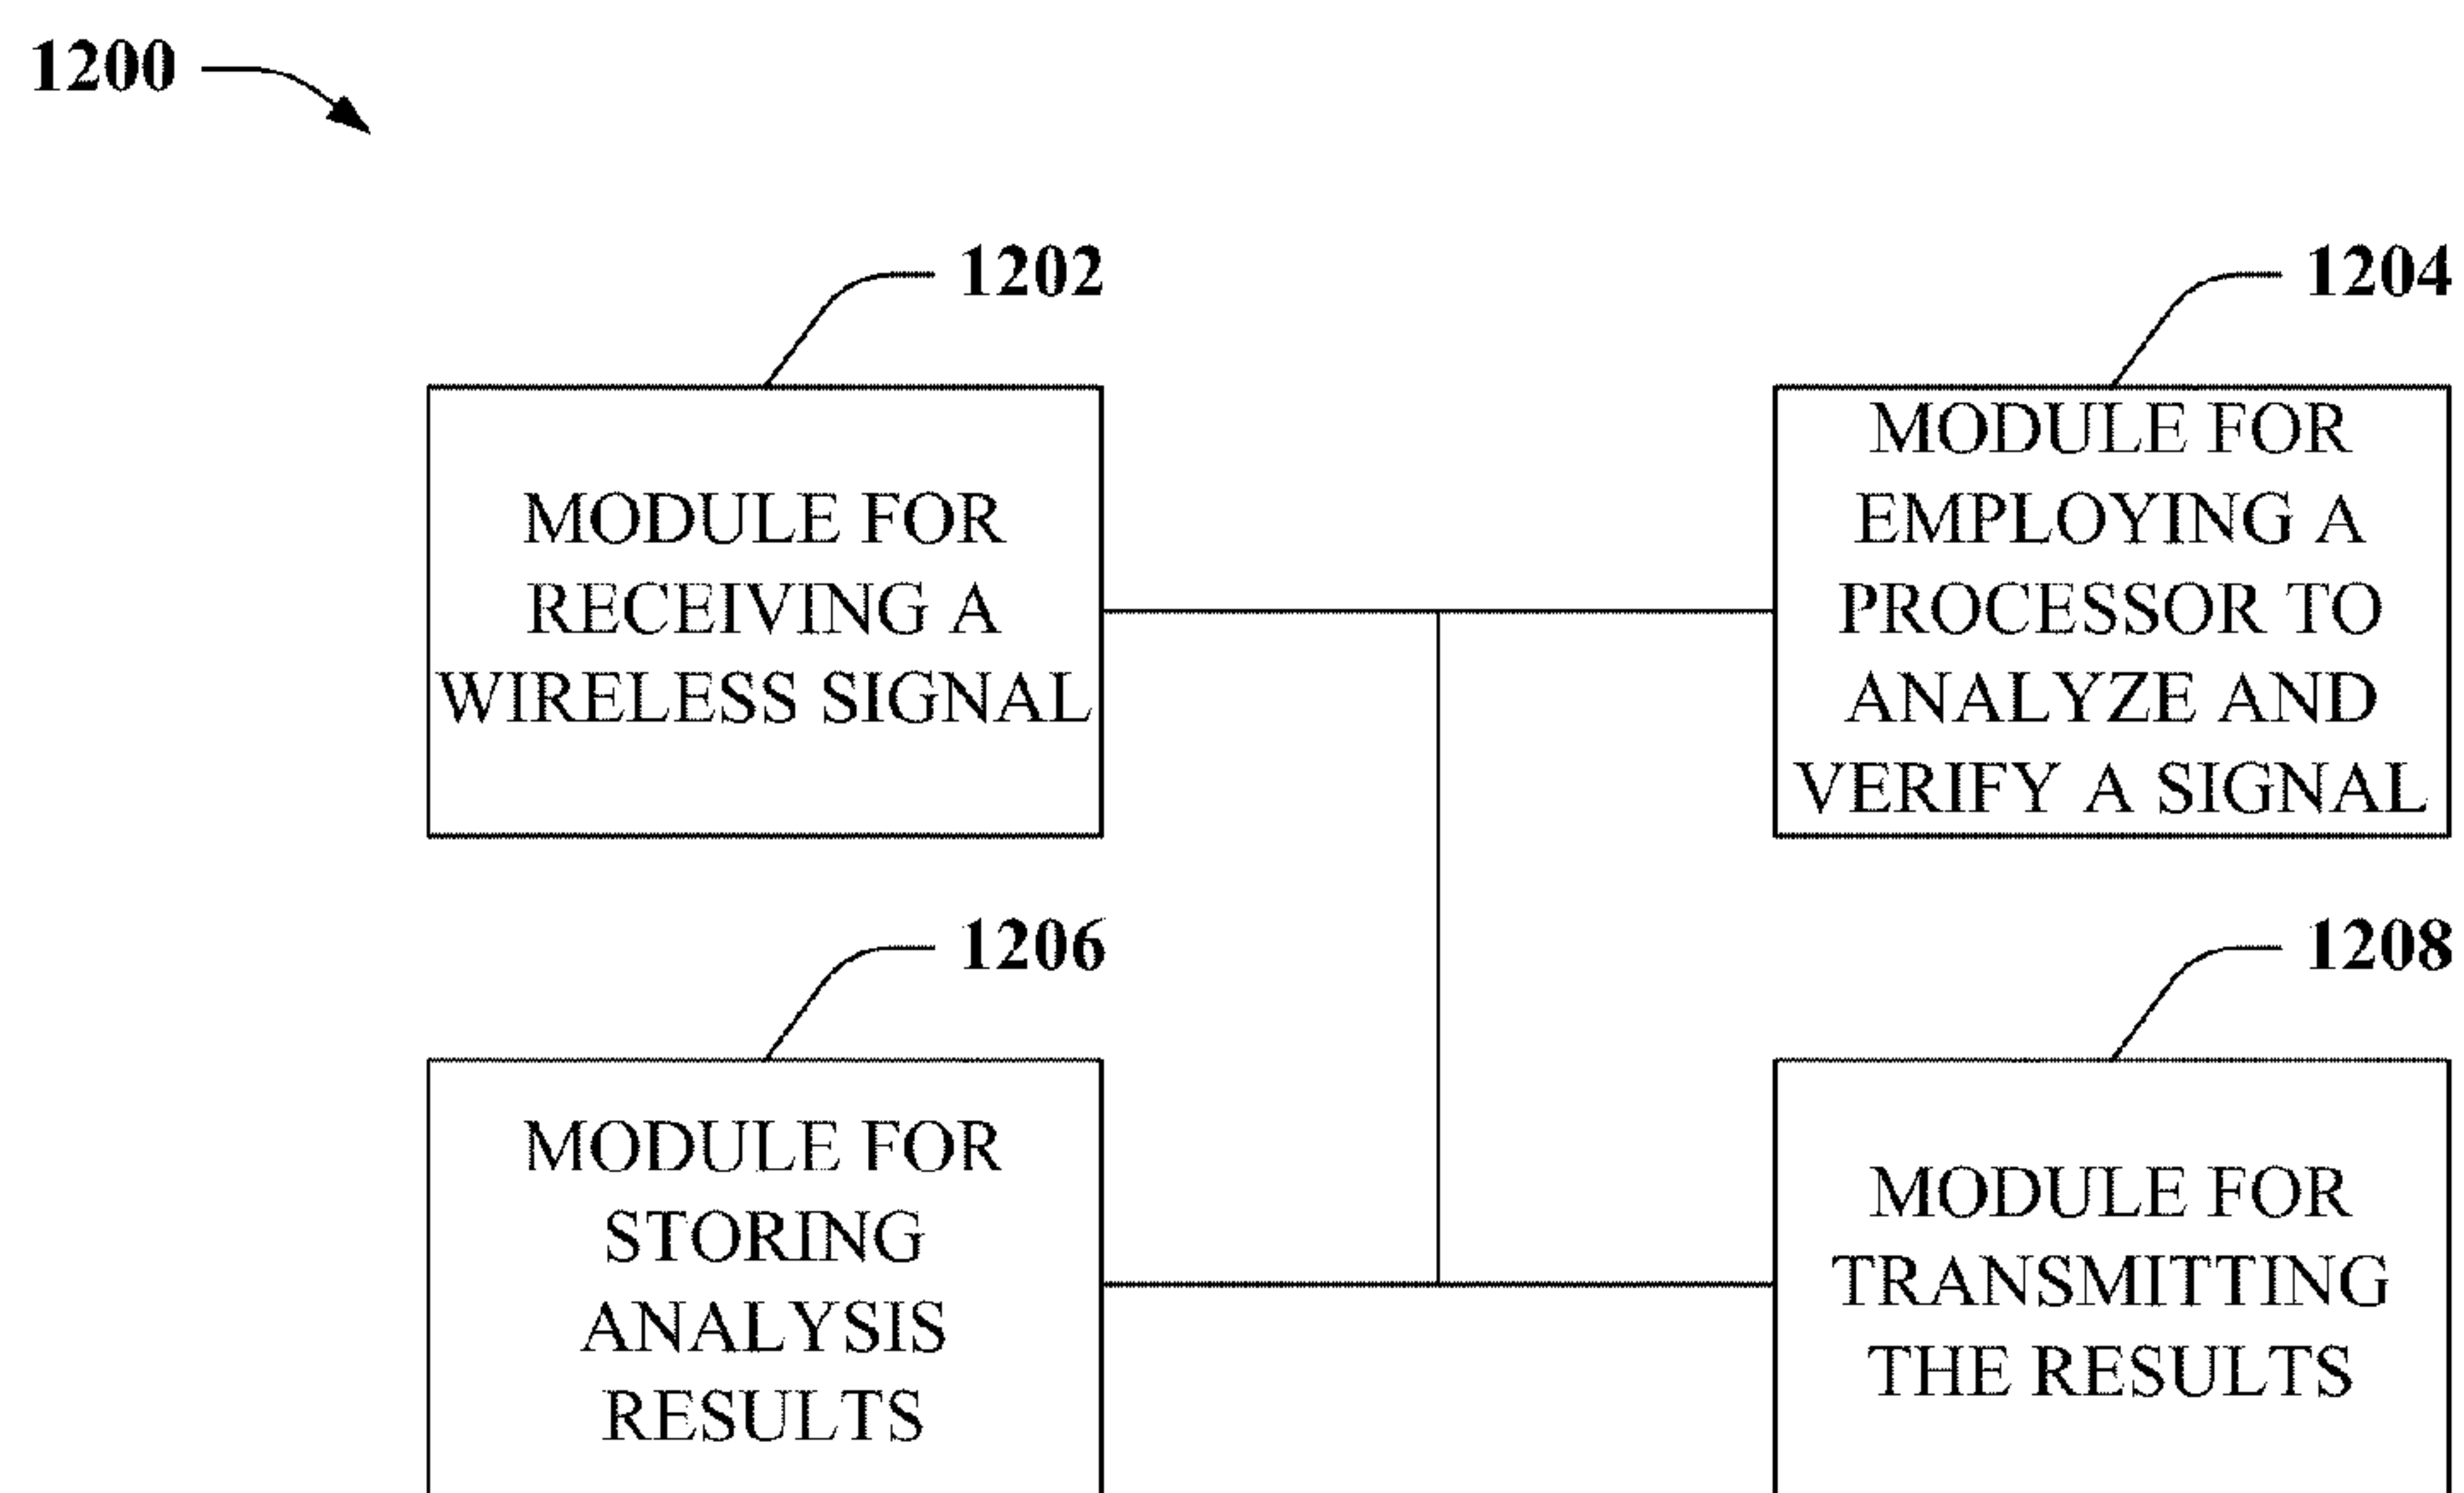 1200
1202
MODULE FOR
RECEIVING A
WIRELESS SIGNAL
1204
MODULE FOR
EMPLOYING A
PROCESSOR TO
ANALYZE AND
VERIFY A SIGNAL
1206
MODULE FOR
STORING
ANALYSIS
RESULTS
1208
MODULE FOR
TRANSMITTING
THE RESULTS